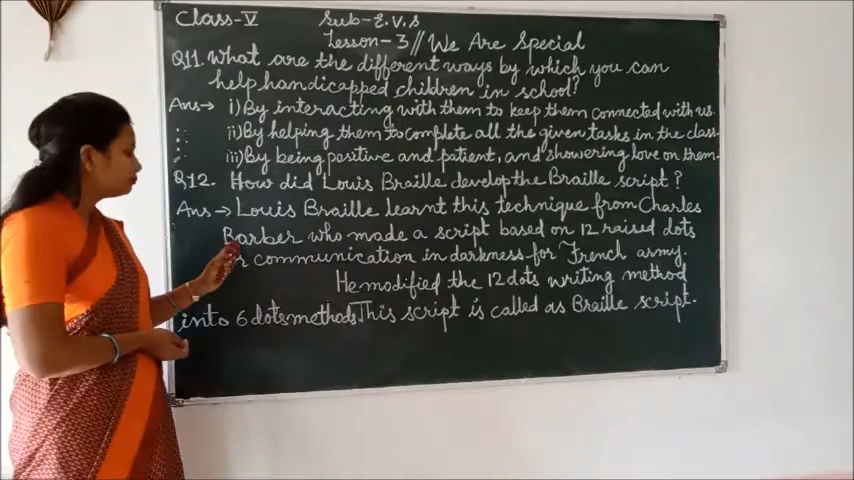 Class-V Sub-E.V.S
Lesson-3// We Are Special
Q11. What are the different ways by which you can
help handicapped children in school?
Ans→ i) By interacting with them to keep them connected with us.
ii) By helping them to complete all the given tasks in the class.
iii) By being positive and patient, and showering love on them.
Q12. How did Louis Braille develop the Braille script?
Ans→ Louis Braille learnt this technique from Charles
Barber who made a script based on 12 raised dots
communication in darkness for French army.
He modified the 12 dots writing method
into 6 dots method. This script is called as Braille script.